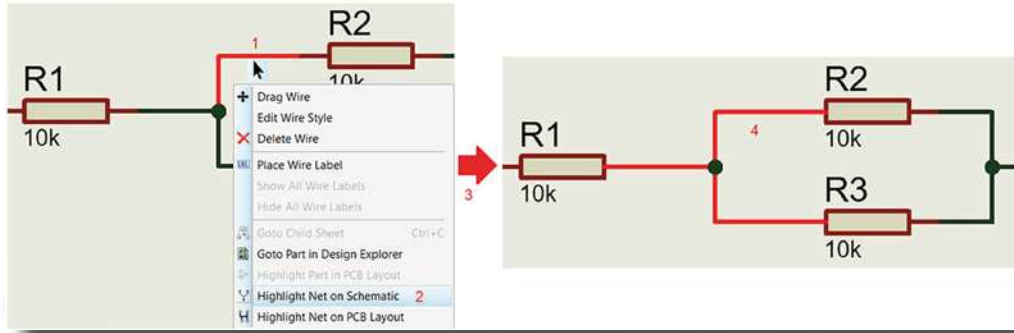 R1
10k
1
R2
10k
Drag Wire
Edit Wire Style
Delete Wire
LBL Place Wire Label
Show All Wire Labels
Hide All Wire Labels
Goto Child Sheet Ctrl+C
Goto Part in Design Explorer
Highlight Part in PCB Layout
Highlight Net on Schematic 2
Highlight Net on PCB Layout
3
R1
10k
R2
10k
4
R3
10k